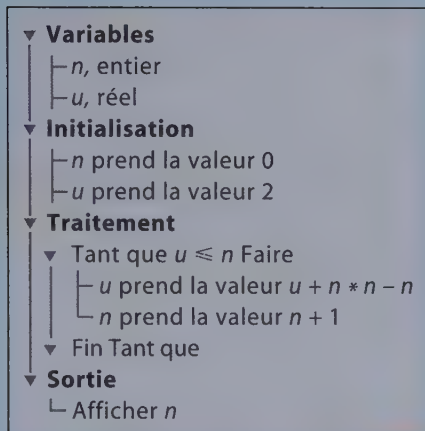 Variables
n, entier
u, réel
Initialisation
n prend la valeur 0
u prend la valeur 2
Traitement
Tant que u ⩽ n Faire
u prend la valeur u + n * n – n
n prend la valeur n + 1
Fin Tant que
Sortie
Afficher n